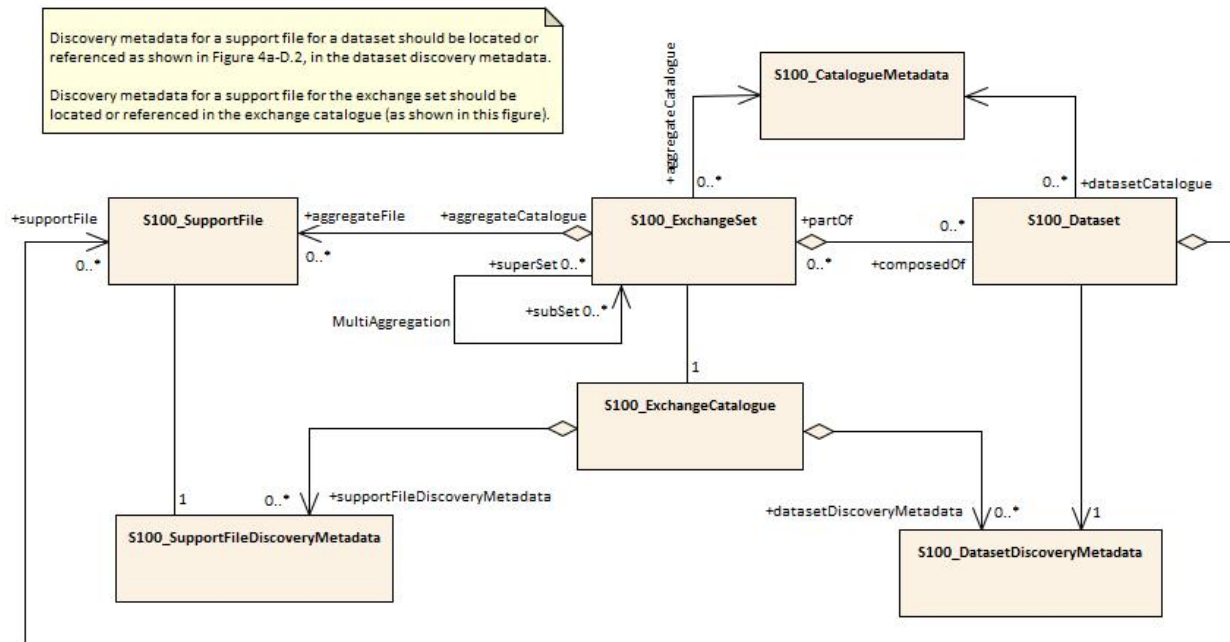 Discovery metadata for a support file for a dataset should be located or
referenced as shown in Figure 4a-D.2, in the dataset discovery metadata.
Discovery metadata for a support file for the exchange set should be
located or referenced in the exchange catalogue (as shown in this figure).
S100_CatalogueMetadata
+aggregateCatalogue
0..*
0..*
+datasetCatalogue
+supportFile
0..*
S100_SupportFile
+aggregateFile
0..*
+aggregateCatalogue
S100_ExchangeSet
+partOf
0..*
0..*
+composedOf
S100_Dataset
+superSet 0..*
+subSet 0..*
MultiAggregation
1
S100_ExchangeCatalogue
1
0..*
+supportFileDiscoveryMetadata
+datasetDiscoveryMetadata
0..*
1
S100_SupportFileDiscoveryMetadata
S100_DatasetDiscoveryMetadata